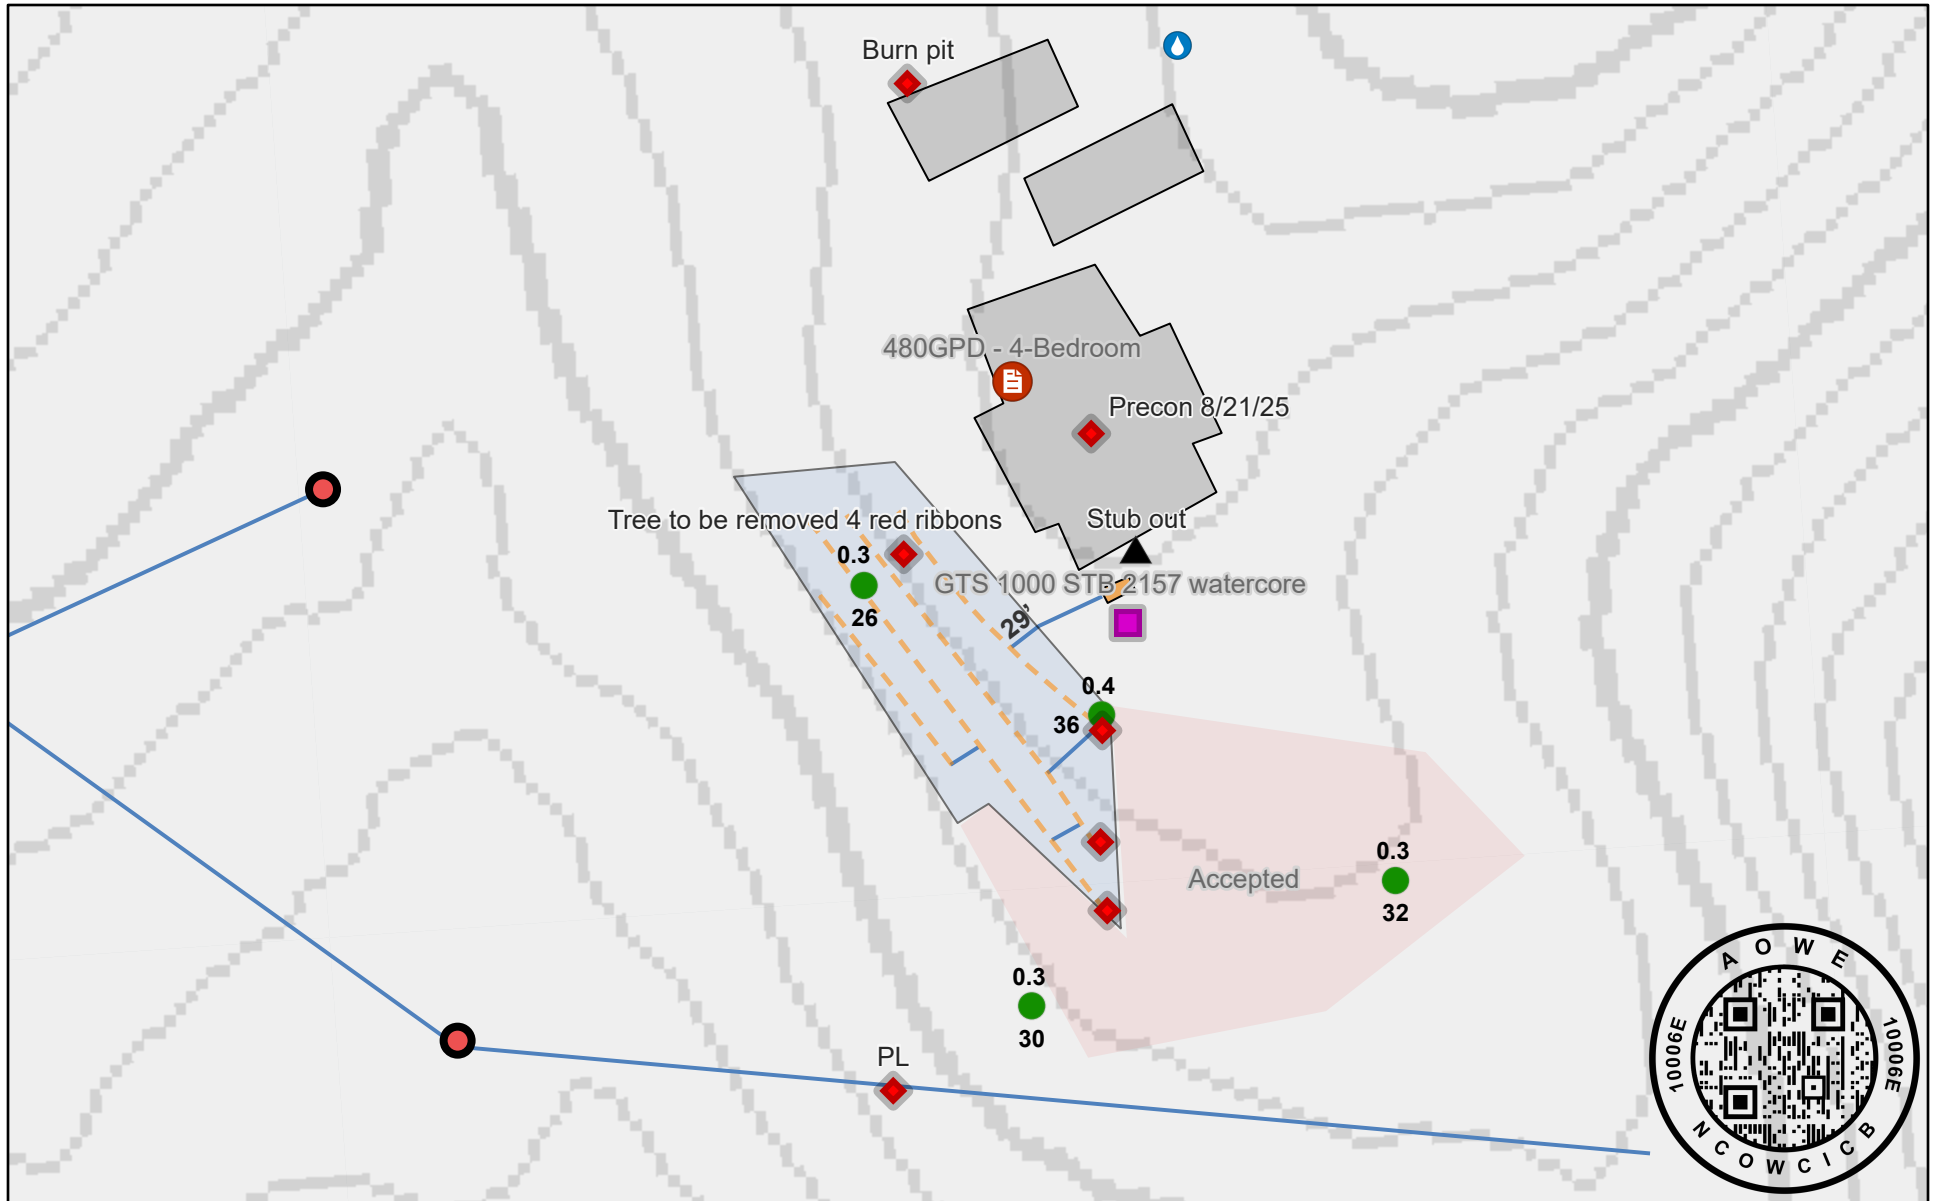 Burn pit
480GPD - 4-Bedroom
Precon 8/21/25
Tree to be removed 4 red ribbons
Stub out
0.3
26
GTS 1000 STB 2157 watercore
29'
0.4
36
0.3
32
Accepted
0.3
30
PL
AOWE
10006E
10006E
NCOWCICB